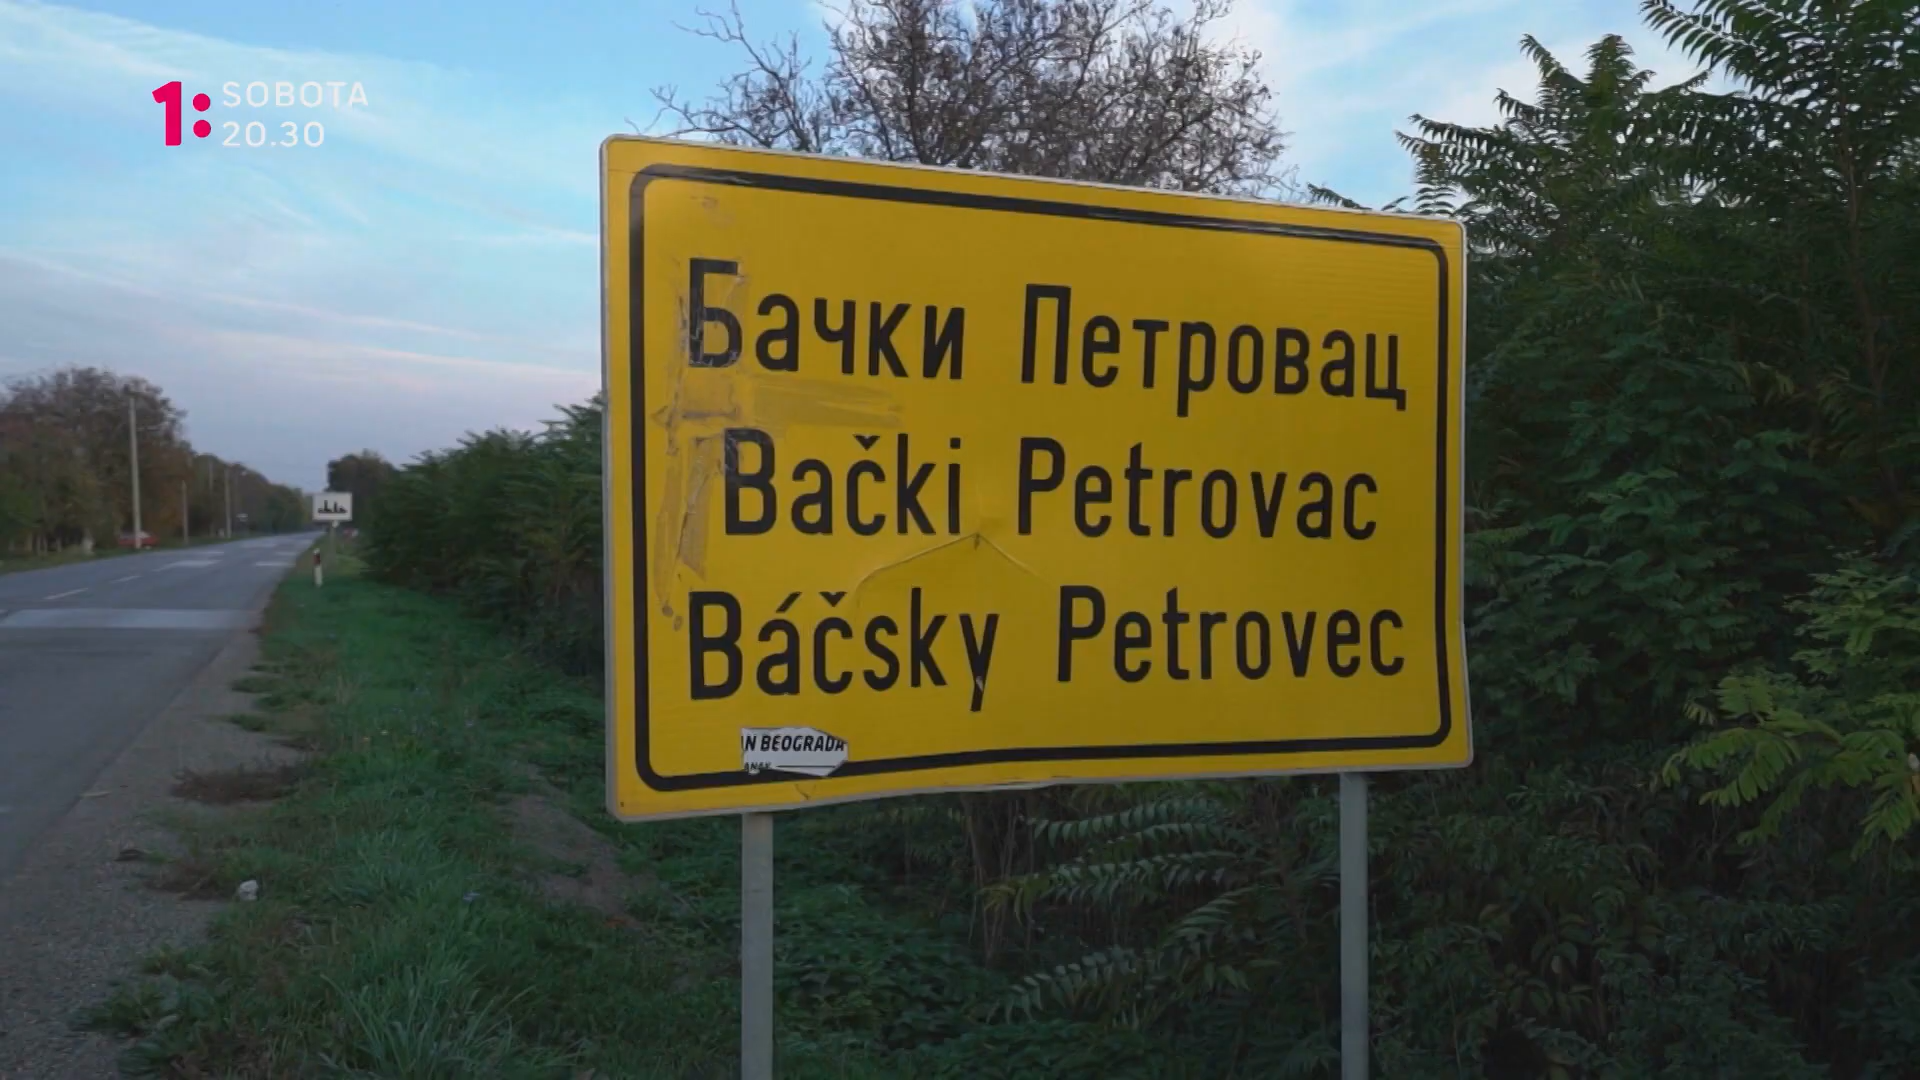 1: SOBOTA
20.30
Бачки Петровац
Bački Petrovac
Báčsky Petrovec
N BEOGRADA